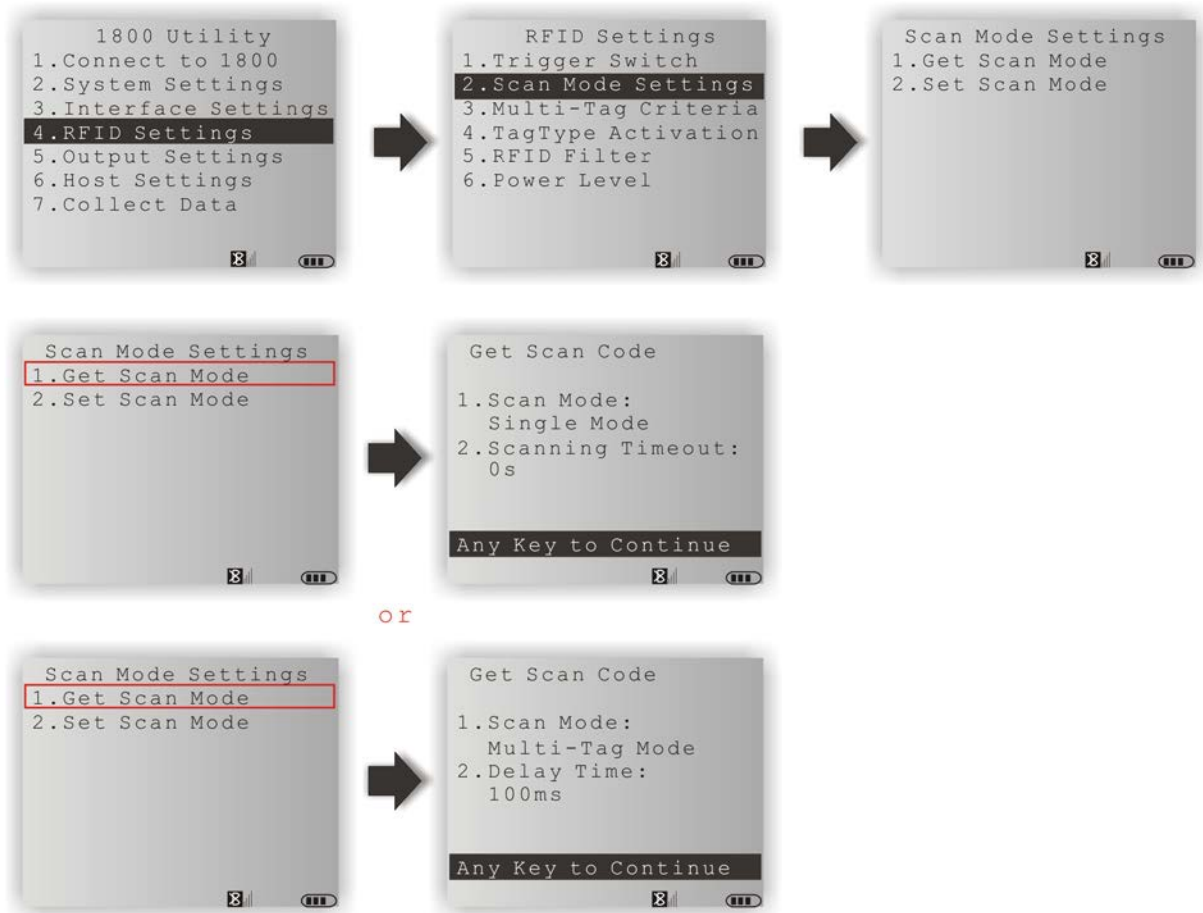 1800 Utility
1.Connect to 1800
2.System Settings
3.Interface Settings
4.RFID Settings
5.Output Settings
6.Host Settings
7.Collect Data
RFID Settings
1.Trigger Switch
2.Scan Mode Settings
3.Multi-Tag Criteria
4.TagType Activation
5.RFID Filter
6.Power Level
Scan Mode Settings
1.Get Scan Mode
2.Set Scan Mode
Scan Mode Settings
1.Get Scan Mode
2.Set Scan Mode
Get Scan Code
1.Scan Mode:
Single Mode
2.Scanning Timeout:
0s
Any Key to Continue
or
Scan Mode Settings
1.Get Scan Mode
2.Set Scan Mode
Get Scan Code
1.Scan Mode:
Multi-Tag Mode
2.Delay Time:
100ms
Any Key to Continue